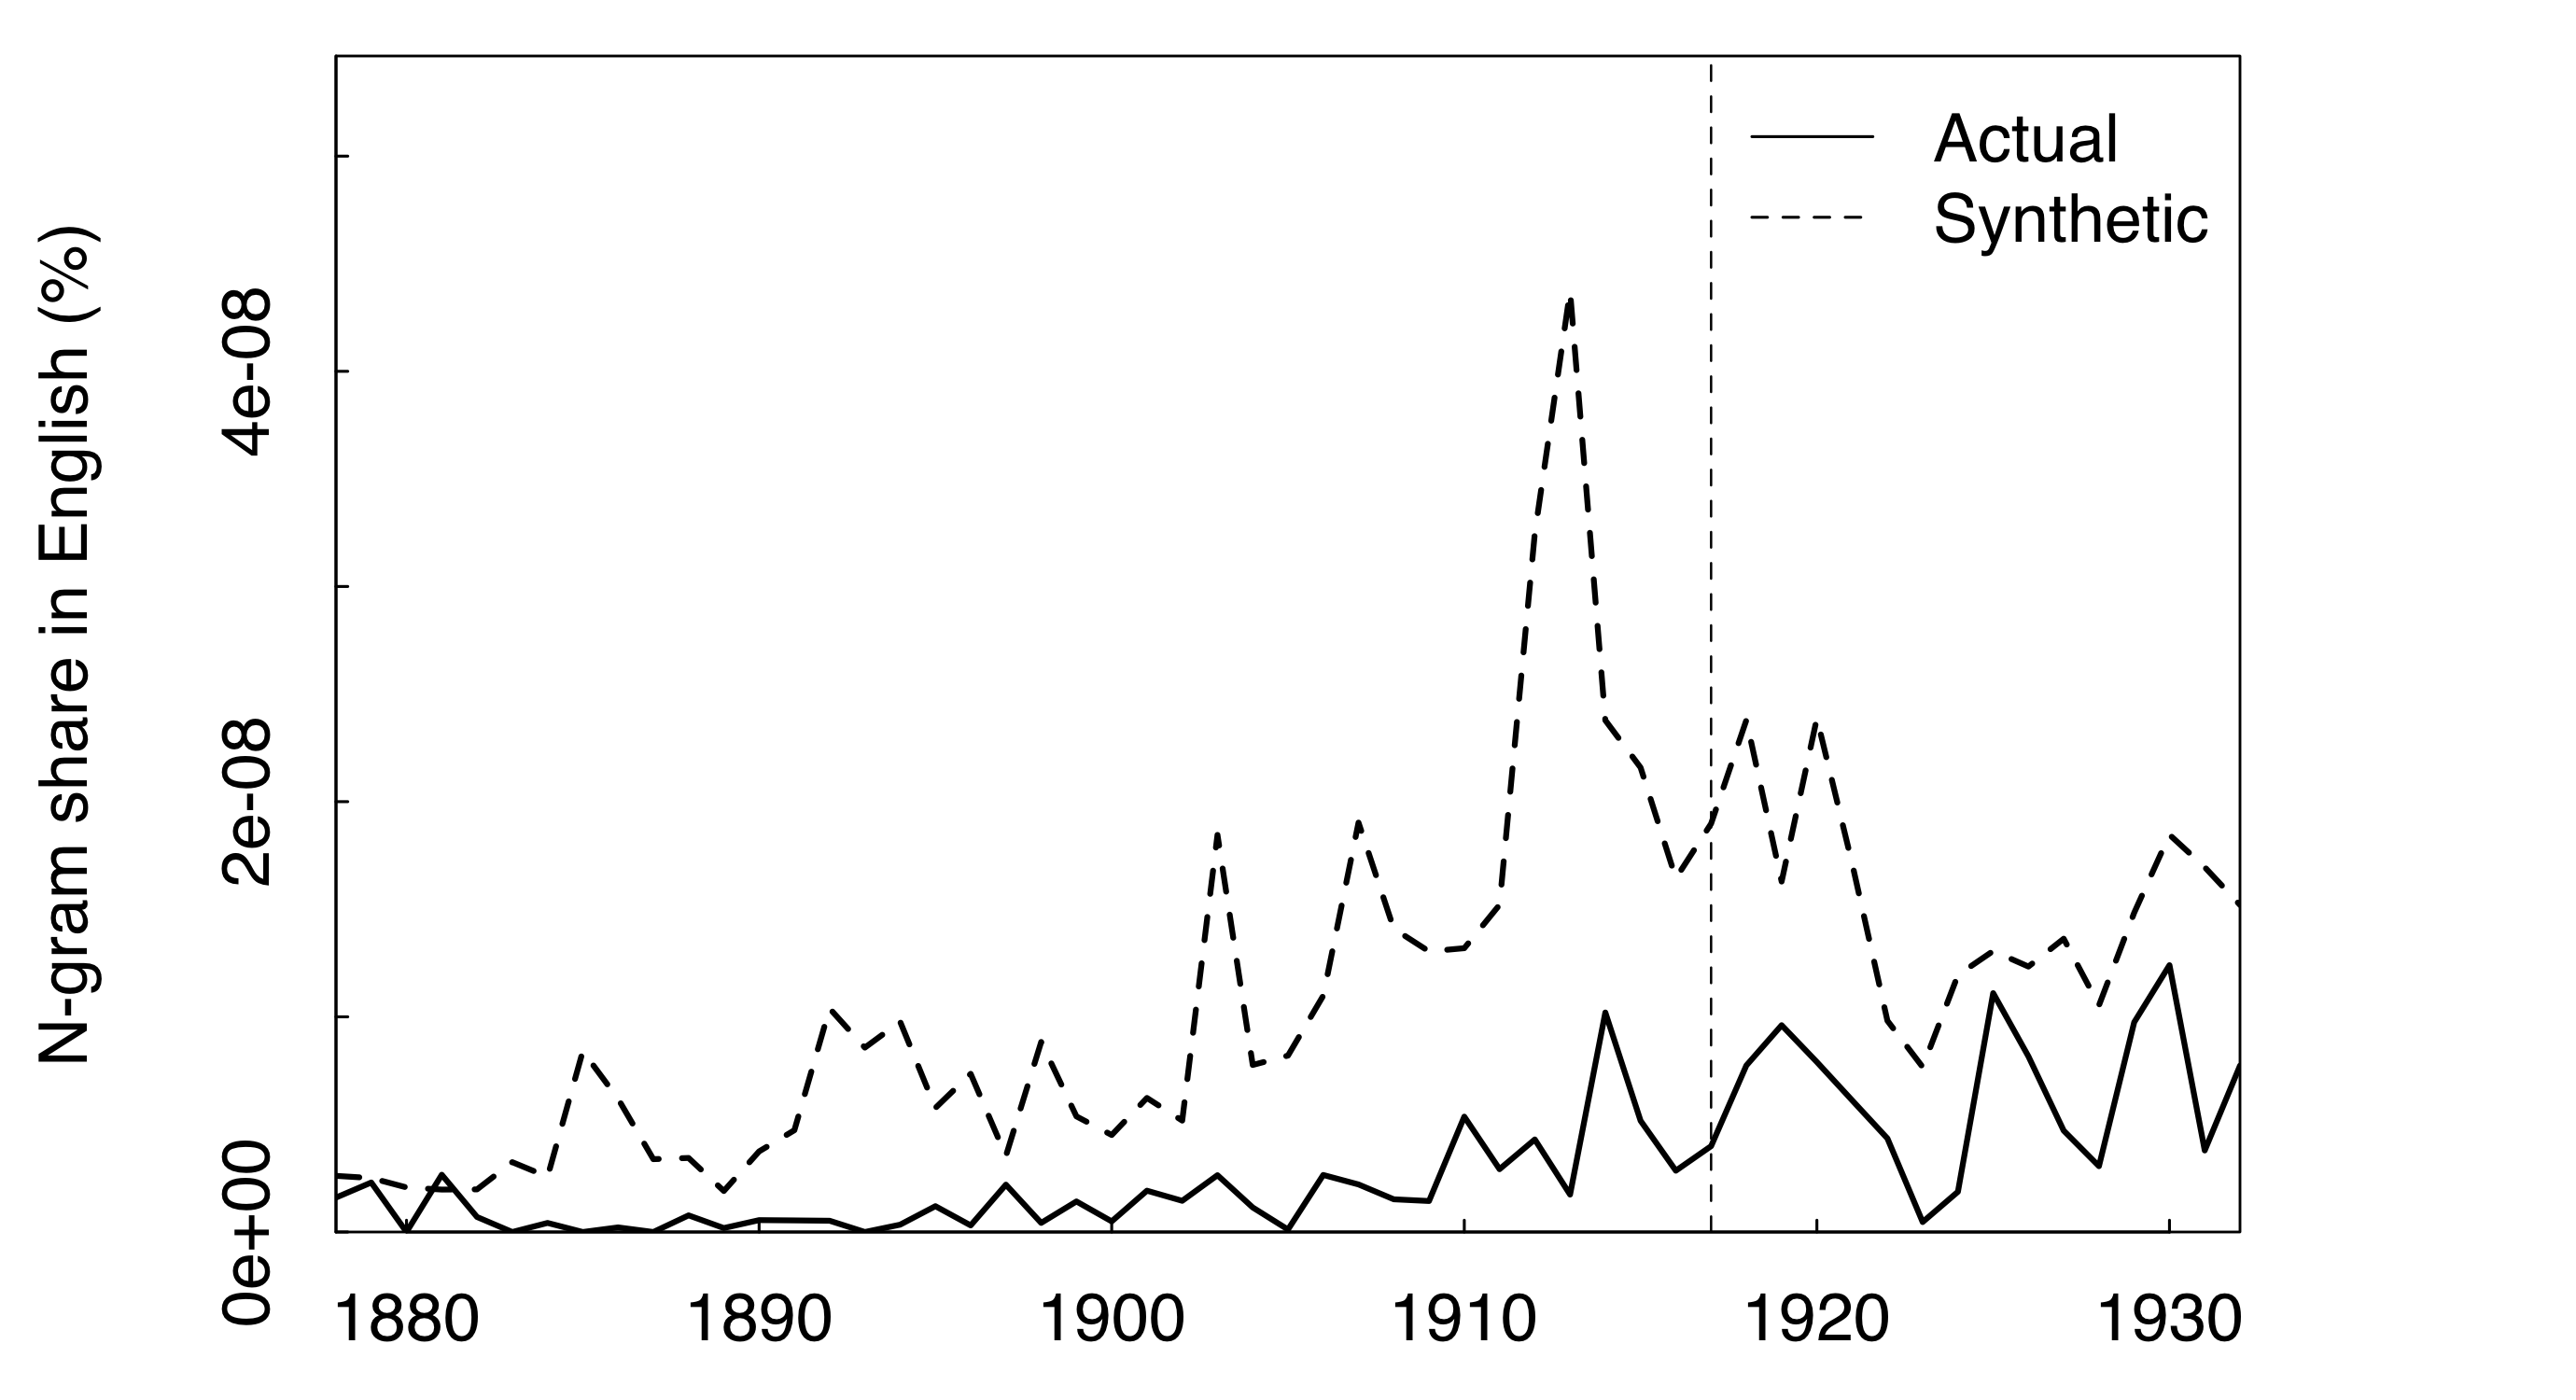 N-gram share in English (%)
4e-08
2e-08
0e+00
Actual
Synthetic
1880 1890 1900 1910 1920 1930